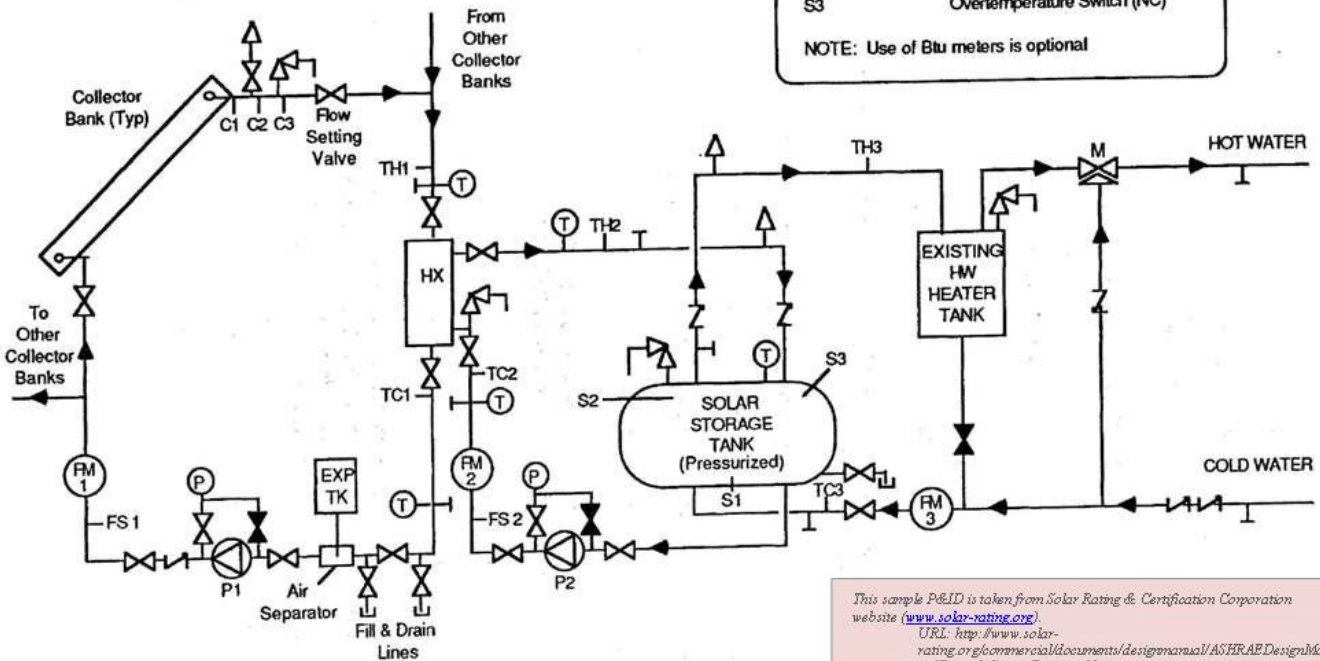 S3 Overtemperature Switch (NC)
NOTE: Use of Btu meters is optional
From
Other
Collector
Banks
Collector
Bank (Typ)
C1 C2 C3
Flow
Setting
Valve
TH1
T
HX
T
TH2
TH3
M
HOT WATER
EXISTING
HW
HEATER
TANK
To
Other
Collector
Banks
TC1
TC2
T
T
S3
S2
SOLAR
STORAGE
TANK
(Pressurized)
S1
TC3
FM
3
COLD WATER
FM
1
FS 1
P
EXP
TK
T
FM
2
FS 2
P
P1
Air
Separator
Fill & Drain
Lines
P2
This sample P&ID is taken from Solar Rating & Certification Corporation
website (www.solar-rating.org).
URL: http://www.solar-